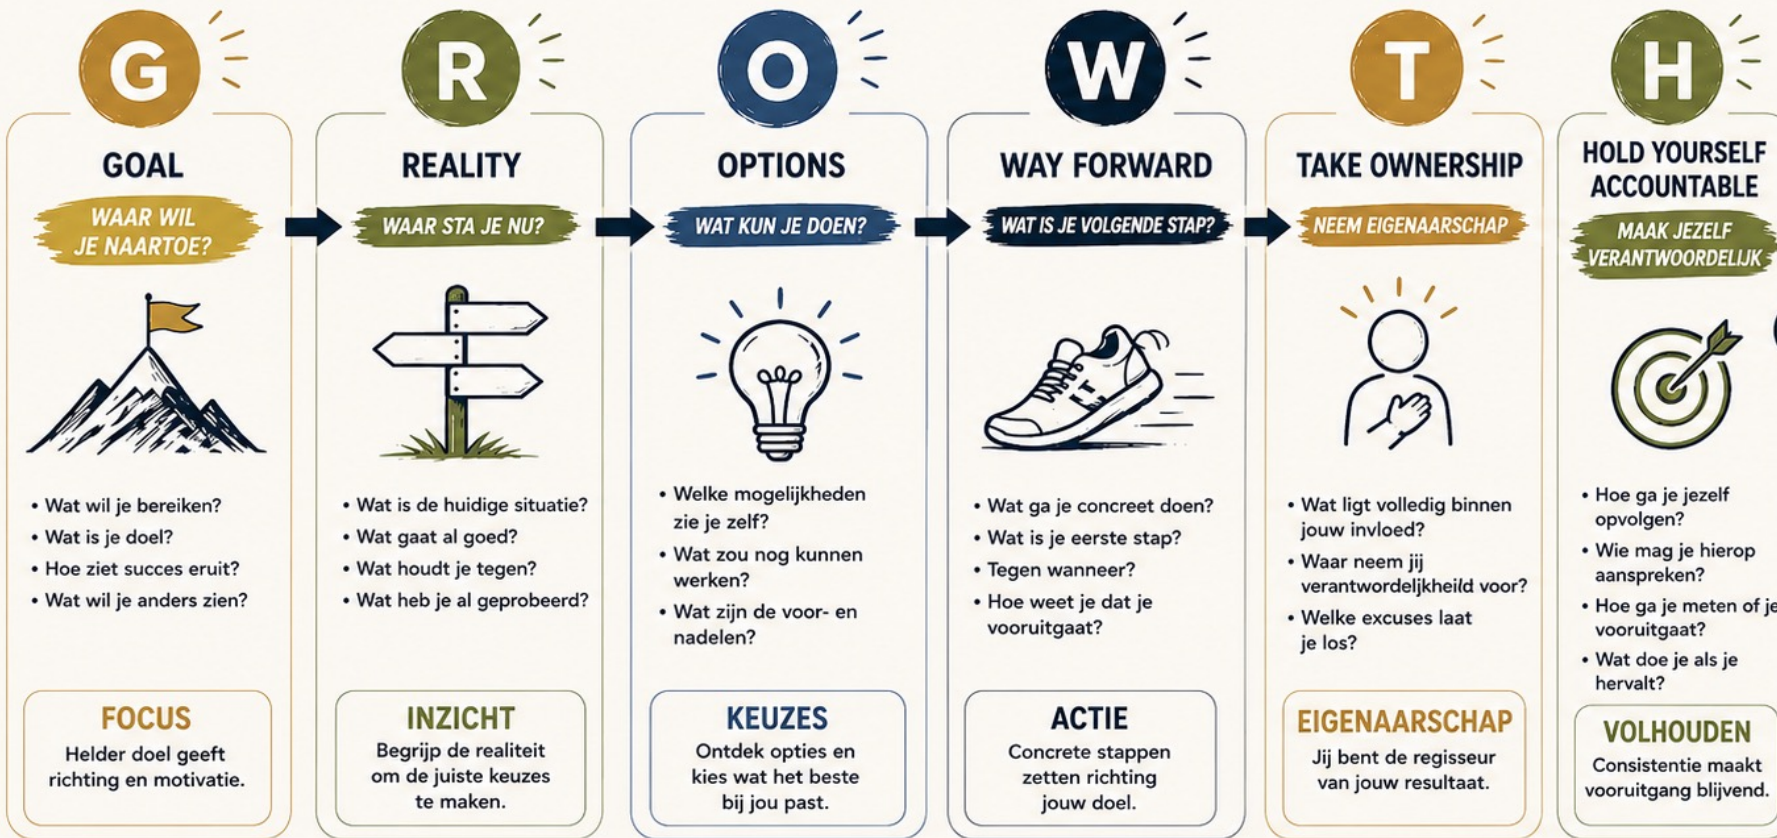 G
GOAL
WAAR WIL
JE NAARTOE?
• Wat wil je bereiken?
• Wat is je doel?
• Hoe ziet succes eruit?
• Wat wil je anders zien?
FOCUS
Helder doel geeft
richting en motivatie.
R
REALITY
WAAR STA JE NU?
• Wat is de huidige situatie?
• Wat gaat al goed?
• Wat houdt je tegen?
• Wat heb je al geprobeerd?
INZICHT
Begrijp de realiteit
om de juiste keuzes
te maken.
O
OPTIONS
WAT KUN JE DOEN?
• Welke mogelijkheden
zie je zelf?
• Wat zou nog kunnen
werken?
• Wat zijn de voor- en
nadelen?
KEUZES
Ontdek opties en
kies wat het beste
bij jou past.
W
WAY FORWARD
WAT IS JE VOLGENDE STAP?
• Wat ga je concreet doen?
• Wat is je eerste stap?
• Tegen wanneer?
• Hoe weet je dat je
vooruitgaat?
ACTIE
Concrete stappen
zetten richting
jouw doel.
T
TAKE OWNERSHIP
NEEM EIGENAARSCHAP
• Wat ligt volledig binnen
jouw invloed?
• Waar neem jij
verantwordelijkheid voor?
• Welke excuses laat
je los?
EIGENAARSCHAP
Jij bent de regisseur
van jouw resultaat.
H
HOLD YOURSELF
ACCOUNTABLE
MAAK JEZELF
VERANTWOORDELIJK
• Hoe ga je jezelf
opvolgen?
• Wie mag je hierop
aanspreken?
• Hoe ga je meten of je
vooruitgaat?
• Wat doe je als je
hervalt?
VOLHOUDEN
Consistentie maakt
vooruitgang blijvend.